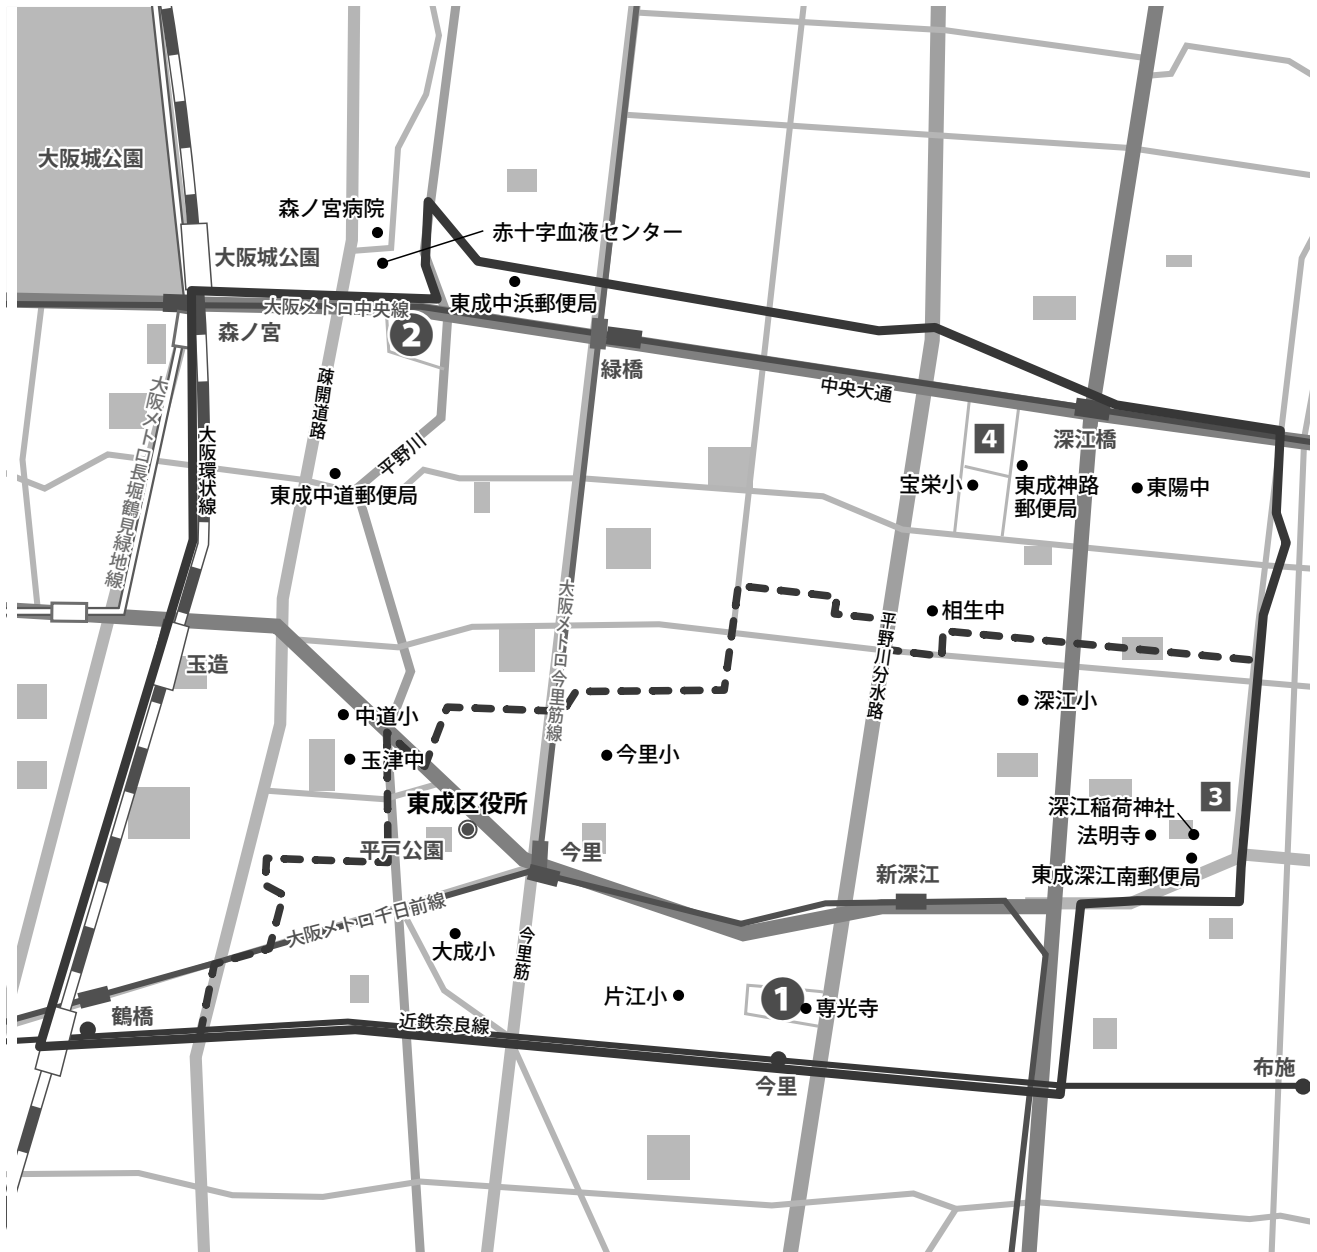 大阪城公園
森ノ宮病院
赤十字血液センター
大阪城公園
東成中浜郵便局
大阪メトロ中央線
森ノ宮
2
緑橋
中央大通
疎開道路
大阪メトロ長堀鶴見緑地線
大阪環状線
平野川
4
深江橋
東成中道郵便局
宝栄小
東成神路
郵便局
東陽中
大阪メトロ今里筋線
相生中
平野川分水路
玉造
中道小
玉津中
今里小
深江小
東成区役所
3
深江稲荷神社
法明寺
平戸公園
今里
新深江
東成深江南郵便局
大阪メトロ千日前線
大成小
今里筋
片江小
1
専光寺
鶴橋
近鉄奈良線
今里
布施